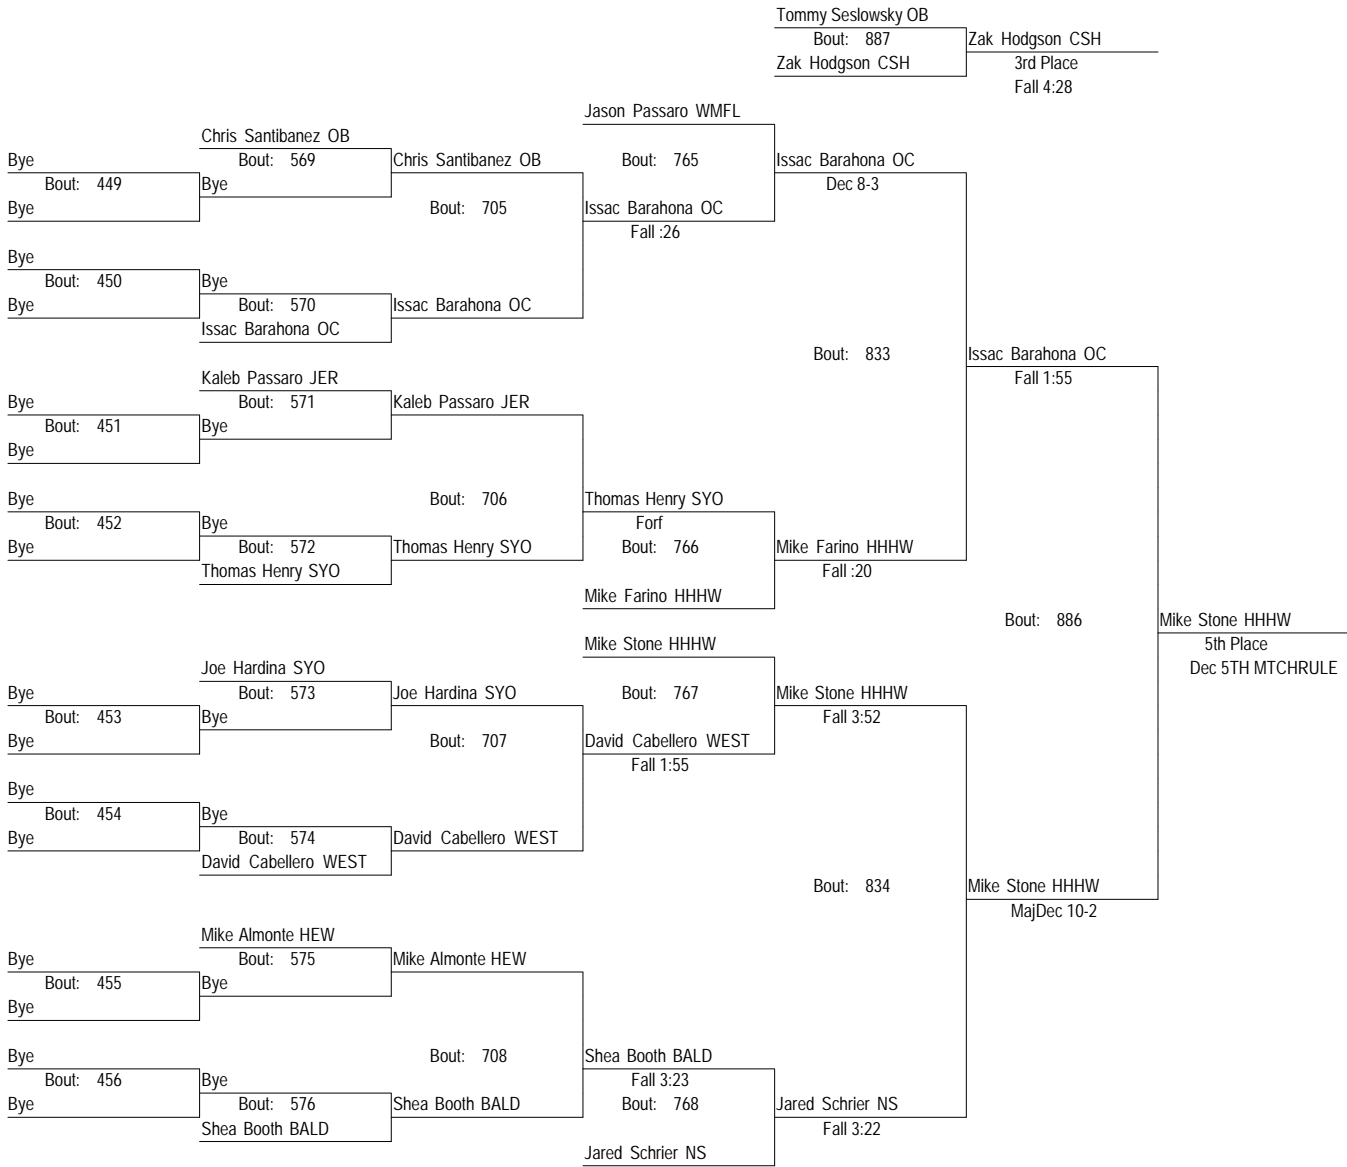 Tommy Seslowsky OB
Bout: 887
Zak Hodgson CSH
Zak Hodgson CSH
3rd Place
Fall 4:28
Jason Passaro WMFL
Chris Santibanez OB
Bye
Bout: 569
Chris Santibanez OB
Bout: 765
Issac Barahona OC
Bout: 449
Bye
Dec 8-3
Bye
Bout: 705
Issac Barahona OC
Fall :26
Bye
Bout: 450
Bye
Bye
Bout: 570
Issac Barahona OC
Issac Barahona OC
Bout: 833
Issac Barahona OC
Fall 1:55
Kaleb Passaro JER
Bye
Bout: 571
Kaleb Passaro JER
Bout: 451
Bye
Bye
Bye
Bout: 706
Thomas Henry SYO
Bout: 452
Bye
Forf
Bye
Bout: 572
Thomas Henry SYO
Bout: 766
Mike Farino HHHW
Thomas Henry SYO
Fall :20
Mike Farino HHHW
Bout: 886
Mike Stone HHHW
5th Place
Dec 5TH MTCHRULE
Mike Stone HHHW
Joe Hardina SYO
Bye
Bout: 573
Joe Hardina SYO
Bout: 767
Mike Stone HHHW
Bout: 453
Bye
Fall 3:52
Bye
Bout: 707
David Cabellero WEST
Fall 1:55
Bye
Bout: 454
Bye
Bye
Bout: 574
David Cabellero WEST
David Cabellero WEST
Bout: 834
Mike Stone HHHW
MajDec 10-2
Mike Almonte HEW
Bye
Bout: 575
Mike Almonte HEW
Bout: 455
Bye
Bye
Bye
Bout: 708
Shea Booth BALD
Bout: 456
Bye
Fall 3:23
Bye
Bout: 576
Shea Booth BALD
Bout: 768
Jared Schrier NS
Shea Booth BALD
Fall 3:22
Jared Schrier NS